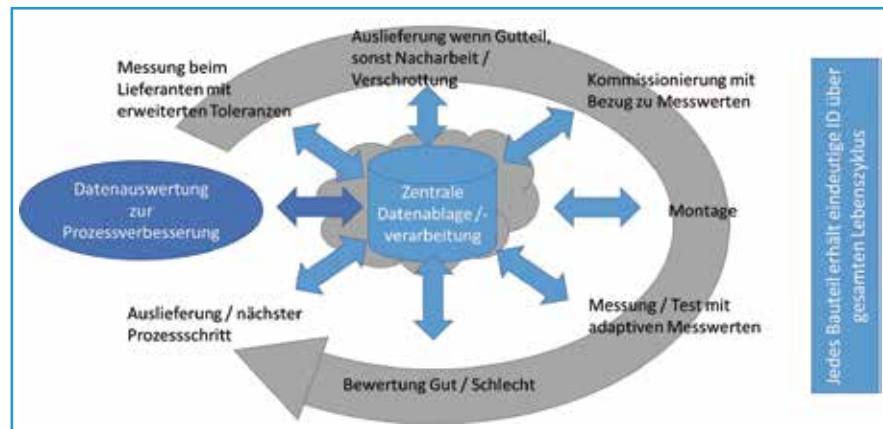 Messung beim
Lieferanten mit
erweiterten Toleranzen
Auslieferung wenn Gutteil,
sonst Nacharbeit /
Verschrottung
Kommissionierung mit
Bezug zu Messwerten
Montage
Messung / Test mit
adaptiven Messwerten
Bewertung Gut / Schlecht
Auslieferung / nächster
Prozessschritt
Datenauswertung
zur
Prozessverbesserung
Zentrale
Datenablage /-
verarbeitung
Jedes Bauteil erhält eindeutige ID über
gesamten Lebenszyklus